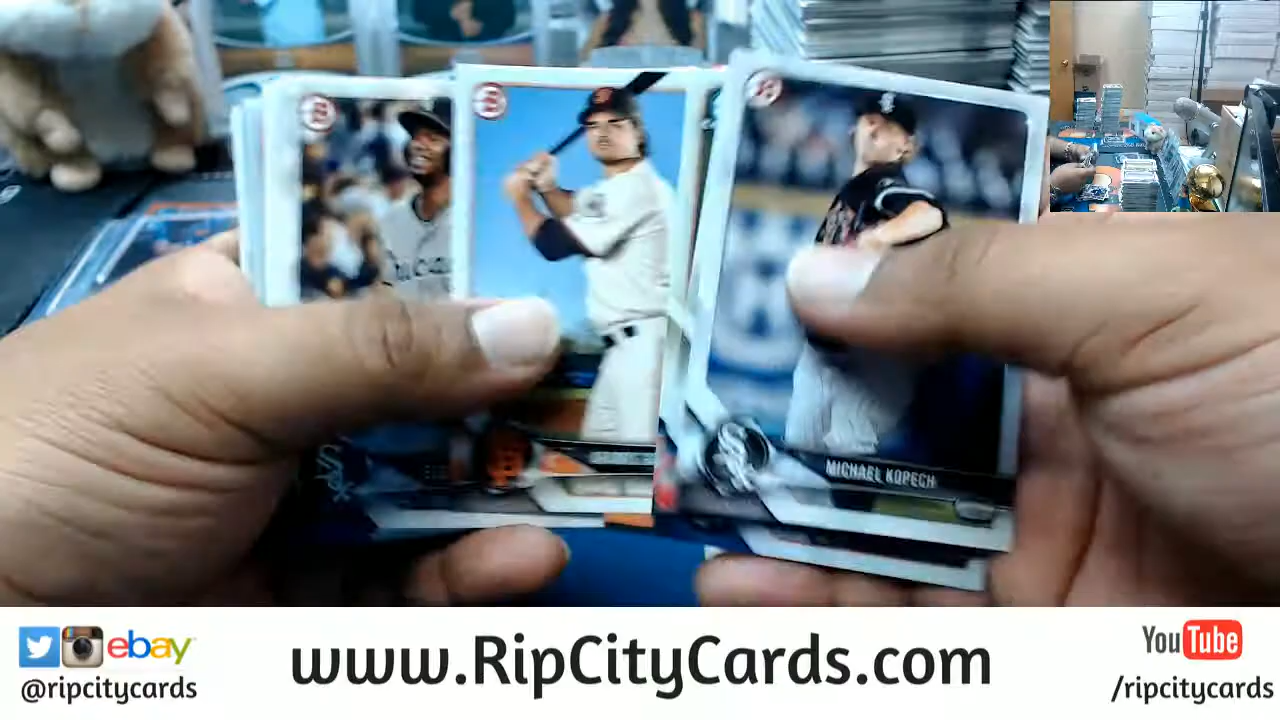 B
B
B
MICHAEL KOPECH
ebay
@ripcitycards
www.RipCityCards.com
YouTube
/ripcitycards